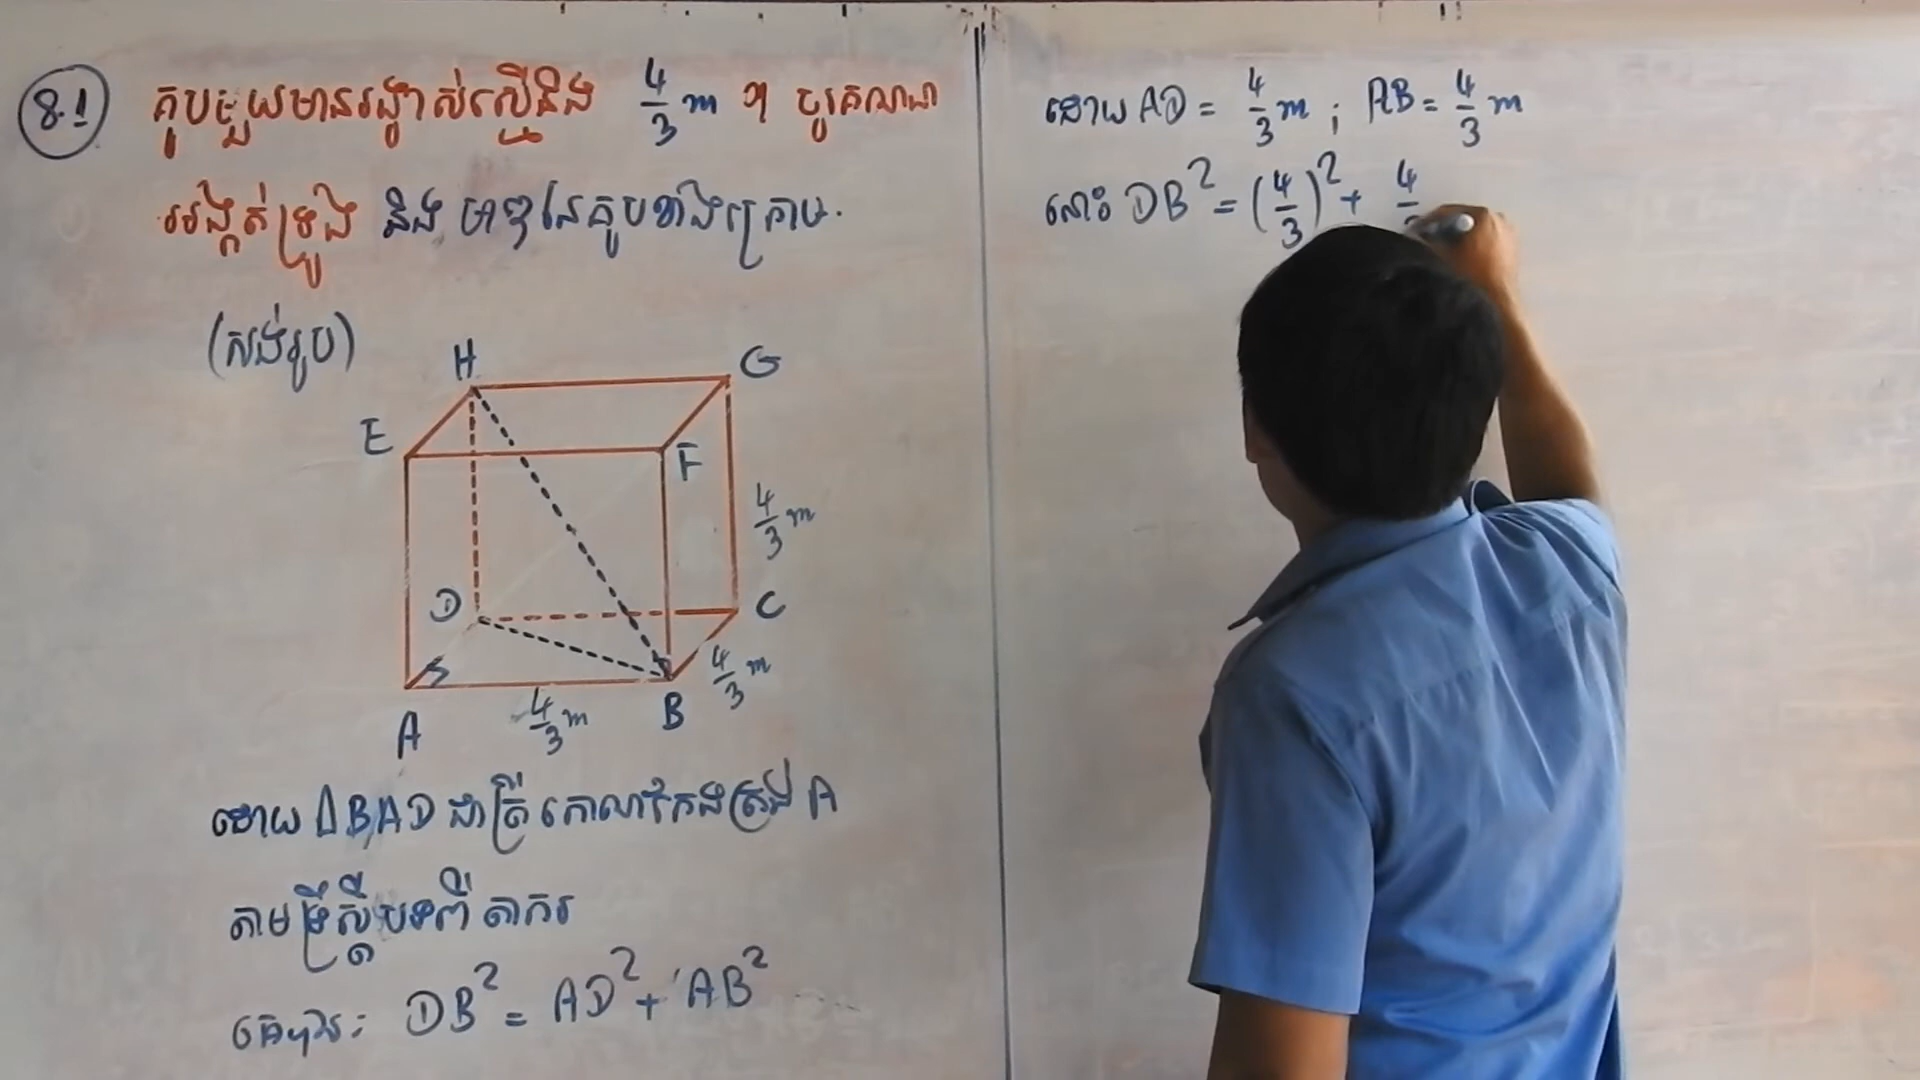 8.1 គូបមួយមានរង្វាស់ស្មើនឹង 4/3 m ។ ចូរគណនា
អង្កត់ទ្រូង និង មាឌនៃគូបខាងក្រោម.
(សង់រូប)
H G
E F
4/3 m
D C
4/3 m
4/3 m
A B
ដោយ ΔBAD ជាត្រីកោណកែងត្រង់ A
តាមទ្រឹស្តីបទពីតាករ
គេបាន: DB² = AD² + AB²
ដោយ AD = 4/3 m ; AB = 4/3 m
នោះ DB² = (4/3)² + 4